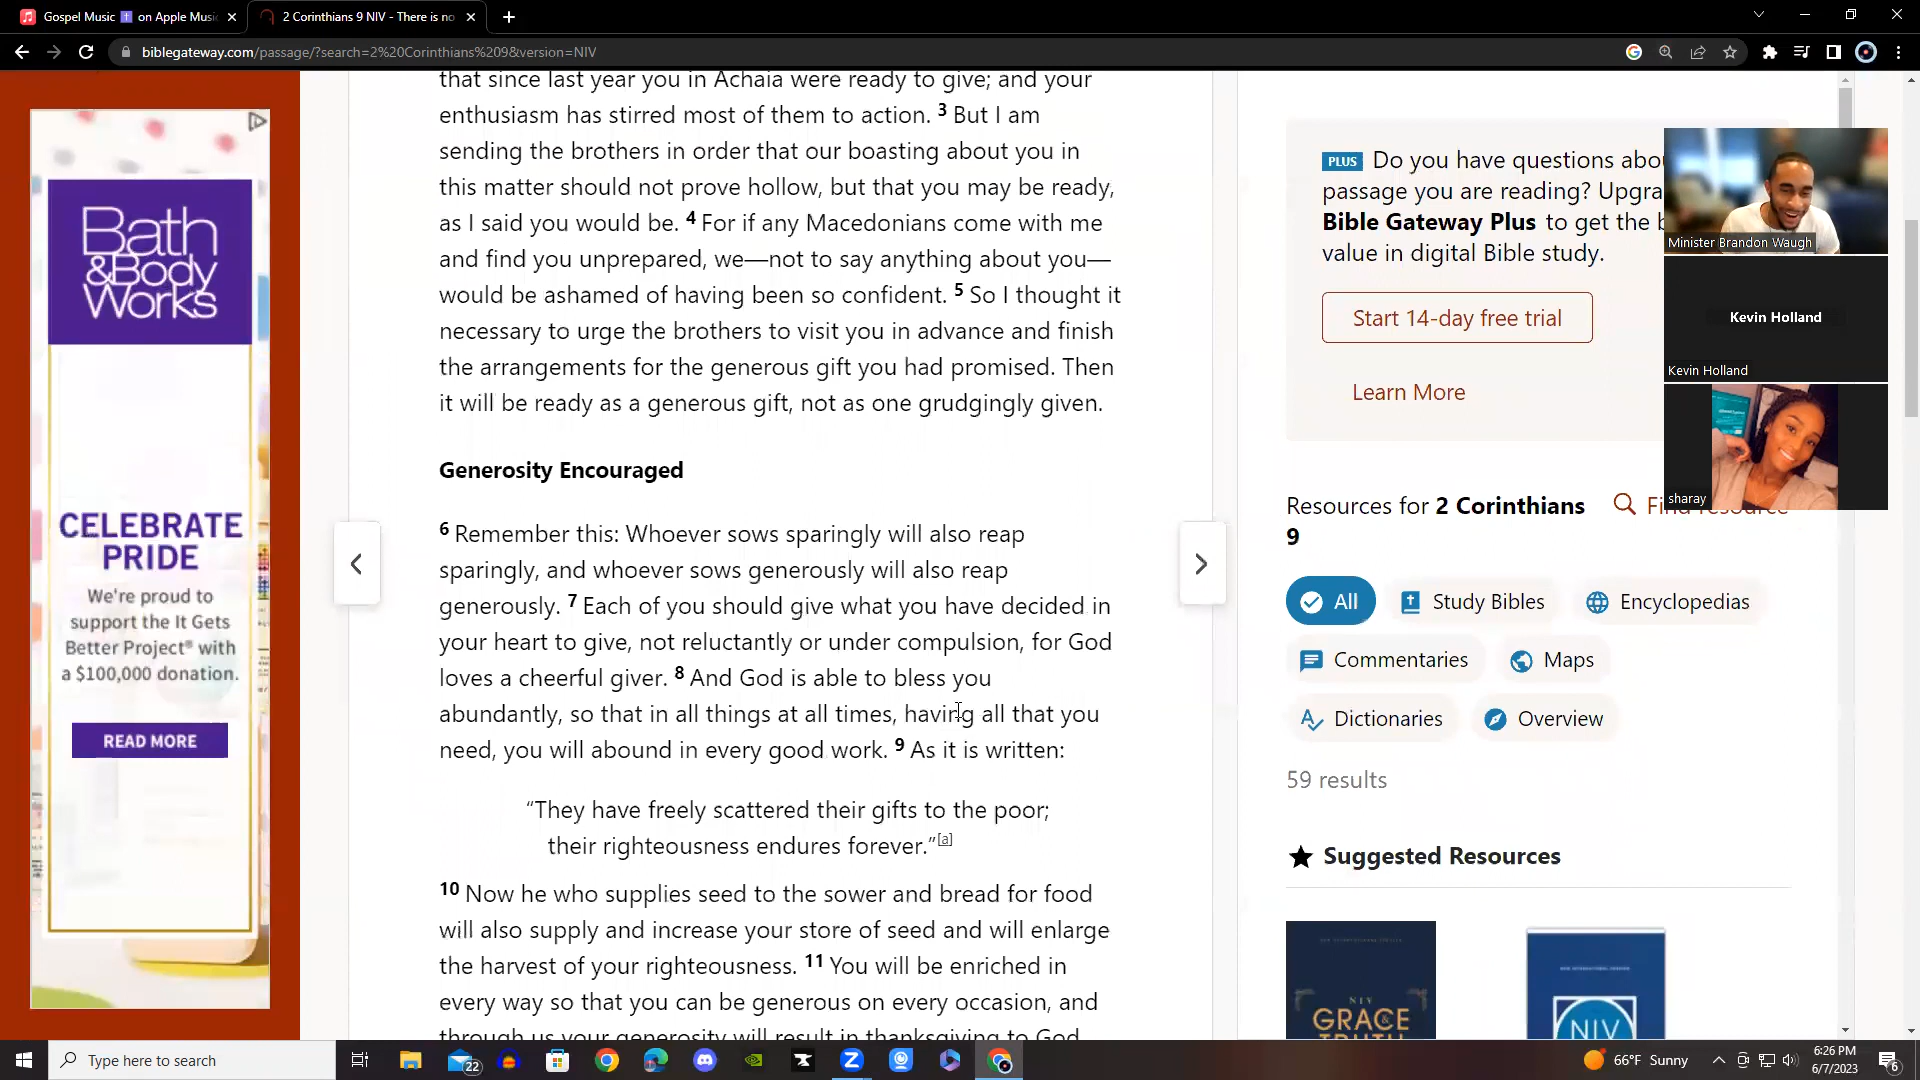 Gospel Music ✝️ on Apple Musi
2 Corinthians 9 NIV - There is no
biblegateway.com/passage/?search=2%20Corinthians%209&version=NIV
Bath
&Body
Works
CELEBRATE
PRIDE
We're proud to
support the It Gets
Better Project® with
a $100,000 donation.
READ MORE
that since last year you in Achaia were ready to give; and your
enthusiasm has stirred most of them to action. 3 But I am
sending the brothers in order that our boasting about you in
this matter should not prove hollow, but that you may be ready,
as I said you would be. 4 For if any Macedonians come with me
and find you unprepared, we—not to say anything about you—
would be ashamed of having been so confident. 5 So I thought it
necessary to urge the brothers to visit you in advance and finish
the arrangements for the generous gift you had promised. Then
it will be ready as a generous gift, not as one grudgingly given.
Generosity Encouraged
6 Remember this: Whoever sows sparingly will also reap
sparingly, and whoever sows generously will also reap
generously. 7 Each of you should give what you have decided in
your heart to give, not reluctantly or under compulsion, for God
loves a cheerful giver. 8 And God is able to bless you
abundantly, so that in all things at all times, having all that you
need, you will abound in every good work. 9 As it is written:
“They have freely scattered their gifts to the poor;
their righteousness endures forever.”[a]
10 Now he who supplies seed to the sower and bread for food
will also supply and increase your store of seed and will enlarge
the harvest of your righteousness. 11 You will be enriched in
every way so that you can be generous on every occasion, and
through us your generosity will result in thanksgiving to God.
PLUS Do you have questions abou
passage you are reading? Upgra
Bible Gateway Plus to get the b
value in digital Bible study.
Start 14-day free trial
Learn More
Minister Brandon Waugh
Kevin Holland
Kevin Holland
sharay
Resources for 2 Corinthians
9
Find resource
All
Study Bibles
Encyclopedias
Commentaries
Maps
Dictionaries
Overview
59 results
Suggested Resources
NIV
GRACE&
TRUTH
NIV
Type here to search
22
66°F Sunny
6:26 PM
6/7/2023
6